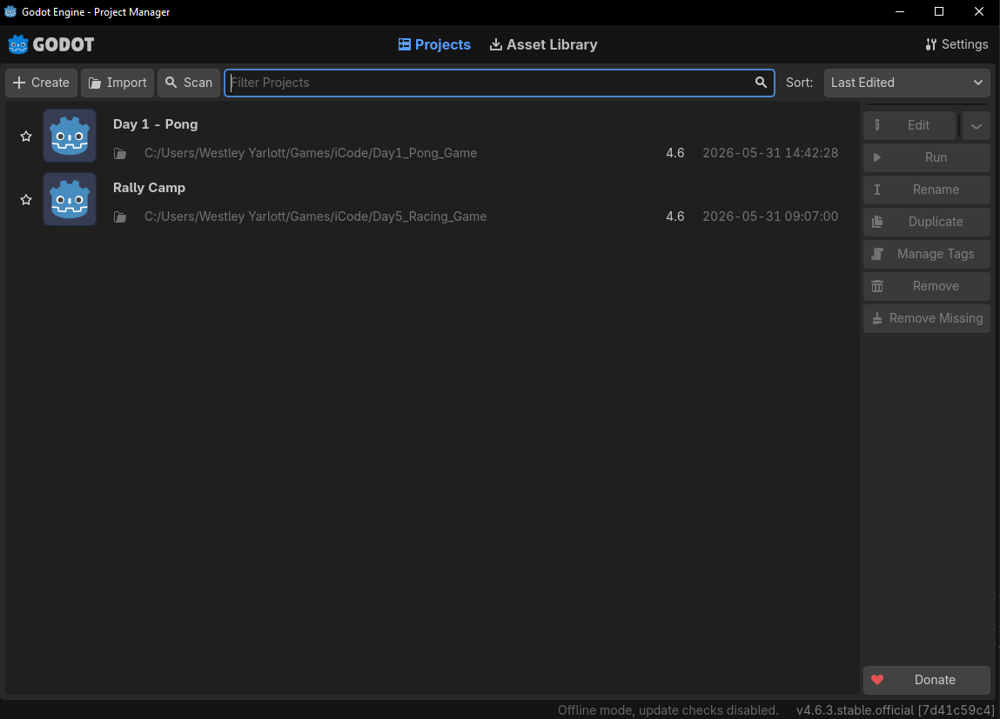 Godot Engine - Project Manager
GODOT
Projects
Asset Library
Settings
Create
Import
Scan
Filter Projects
Sort:
Last Edited
Day 1 - Pong
C:/Users/Westley Yarlott/Games/iCode/Day1_Pong_Game
4.6
2026-05-31 14:42:28
Rally Camp
C:/Users/Westley Yarlott/Games/iCode/Day5_Racing_Game
4.6
2026-05-31 09:07:00
Edit
Run
Rename
Duplicate
Manage Tags
Remove
Remove Missing
Donate
Offline mode, update checks disabled.
v4.6.3.stable.official [7d41c59c4]